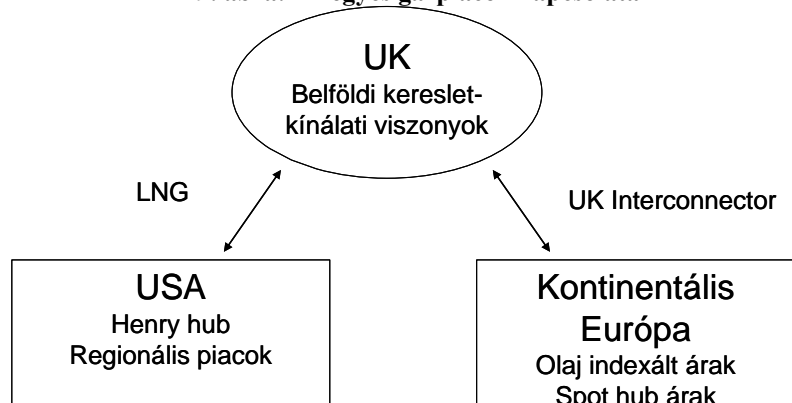 UK
Belföldi kereslet-
kínálati viszonyok
LNG
UK Interconnector
USA
Henry hub
Regionális piacok
Kontinentális
Európa
Olaj indexált árak
Spot hub árak